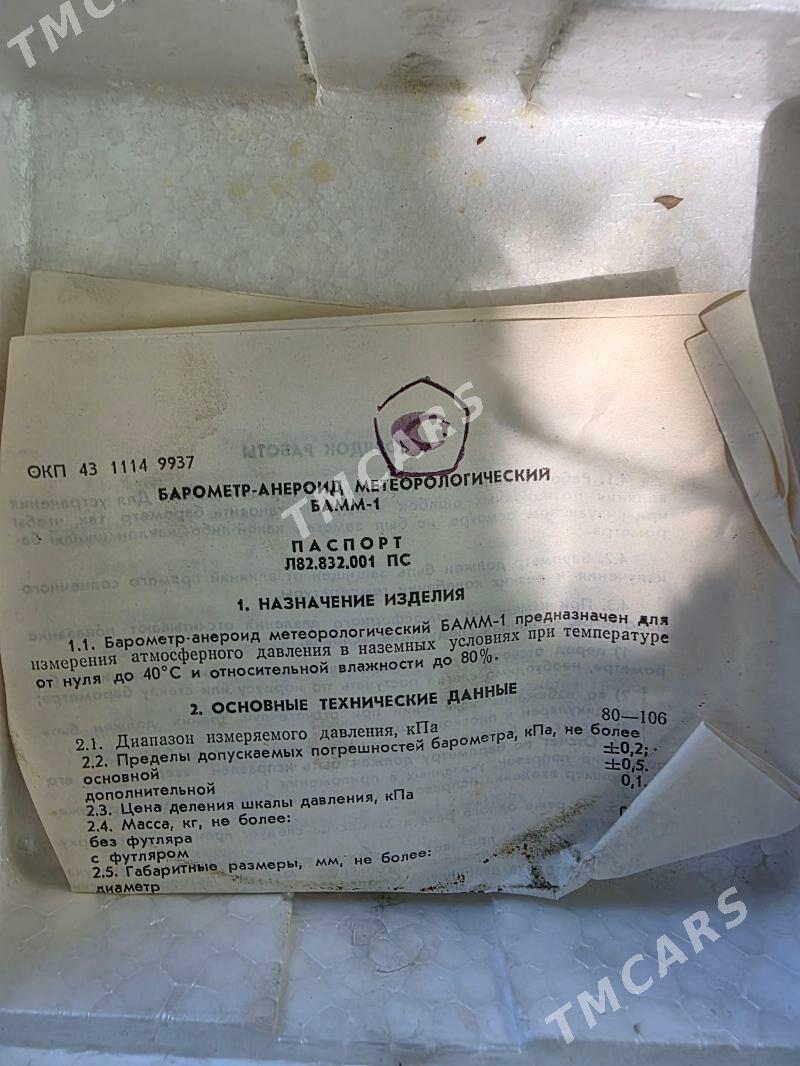 TMCARS
ОКП 43 1114 9937
TMCARS
БАРОМЕТР-АНЕРОИД МЕТЕОРОЛОГИЧЕСКИЙ
БАММ-1
ПАСПОРТ
Л82.832.001 ПС
1. НАЗНАЧЕНИЕ ИЗДЕЛИЯ
1.1. Барометр-анероид метеорологический БАММ-1 предназначен для
измерения атмосферного давления в наземных условиях при температуре
от нуля до 40°С и относительной влажности до 80%.
2. ОСНОВНЫЕ ТЕХНИЧЕСКИЕ ДАННЫЕ
2.1. Диапазон измеряемого давления, кПа 80—106
2.2. Пределы допускаемых погрешностей барометра, кПа, не более
основной ±0,2;
дополнительной ±0,5.
2.3. Цена деления шкалы давления, кПа 0,1.
2.4. Масса, кг, не более:
без футляра
с футляром
2.5. Габаритные размеры, мм, не более:
диаметр
TMCARS